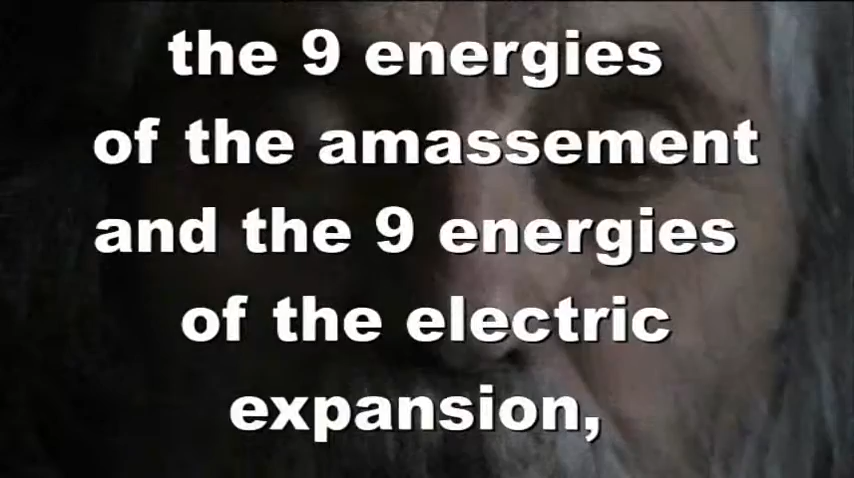 the 9 energies
of the amassement
and the 9 energies
of the electric
expansion,